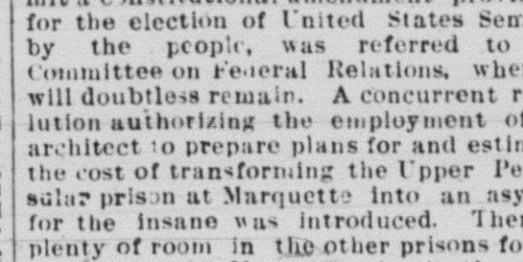 for the election of United States Sen
by the people, was referred to
Committee on Federal Relations, whe
will doubtless remain. A concurrent r
lution authorizing the employment of
architect to prepare plans for and estin
the cost of transforming the Upper Pe
sular prison at Marquette into an asy
for the insane was introduced. Ther
plenty of room in the other prisons fo